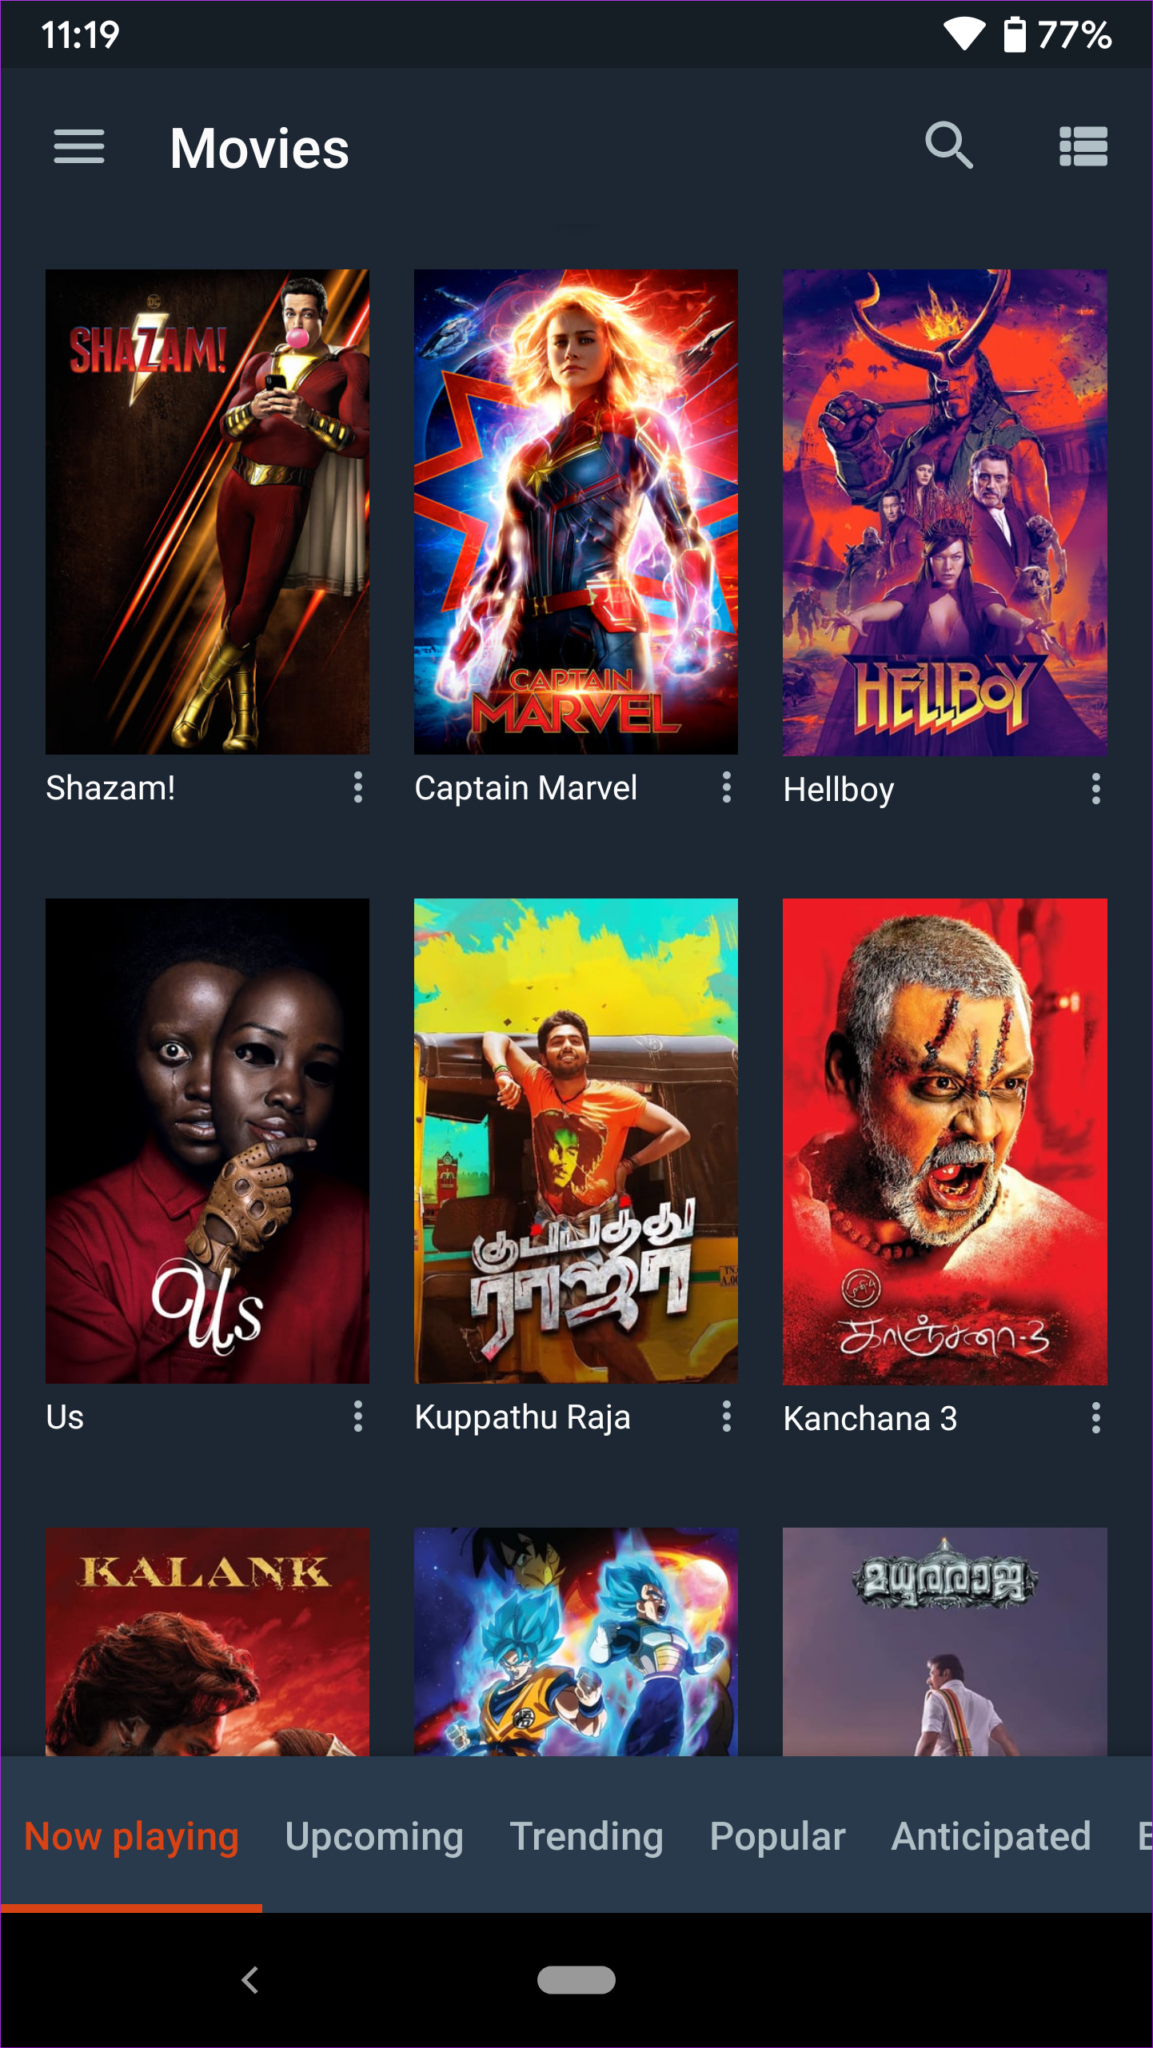 11:19
77%
Movies
DC
SHAZAM!
CAPTAIN
MARVEL
HELLBOY
Shazam!
Captain Marvel
Hellboy
Us
குப்பத்து
ராஜா
காஞ்சனா-3
Us
Kuppathu Raja
Kanchana 3
KALANK
മധുരരാജ
Now playing
Upcoming
Trending
Popular
Anticipated